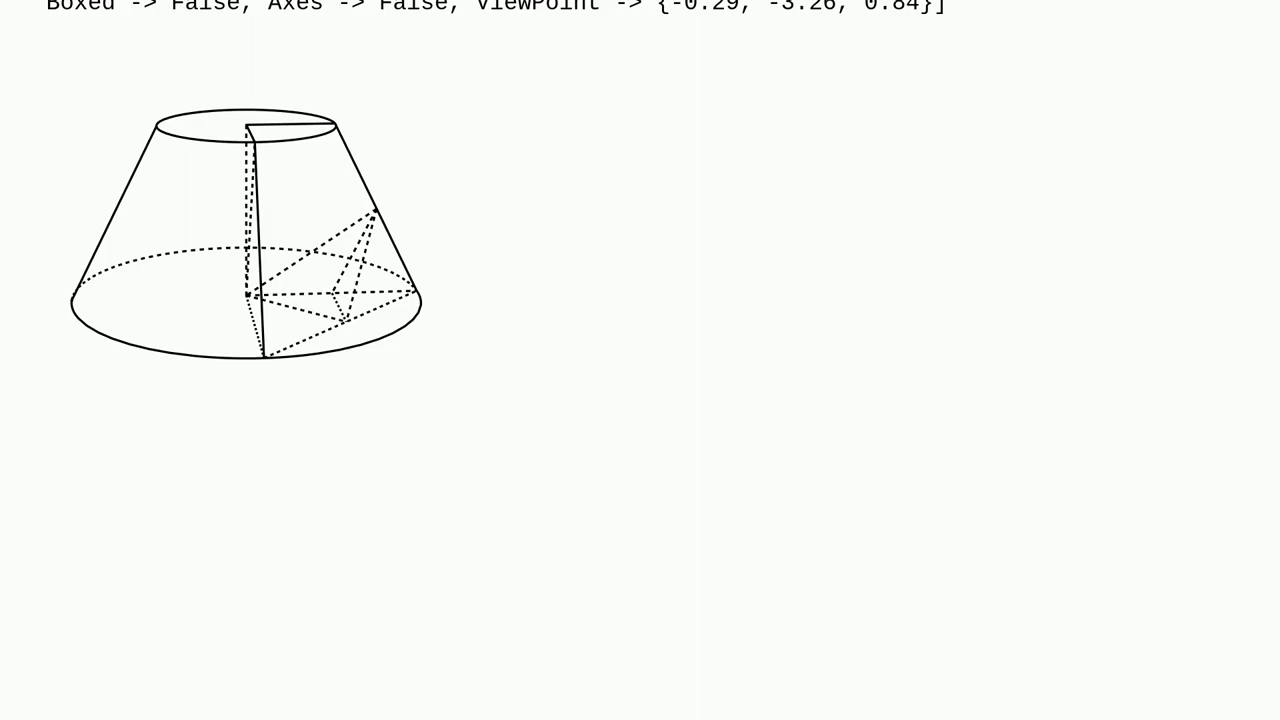 Boxed -> False, Axes -> False, ViewPoint -> {-0.29, -3.26, 0.84}]